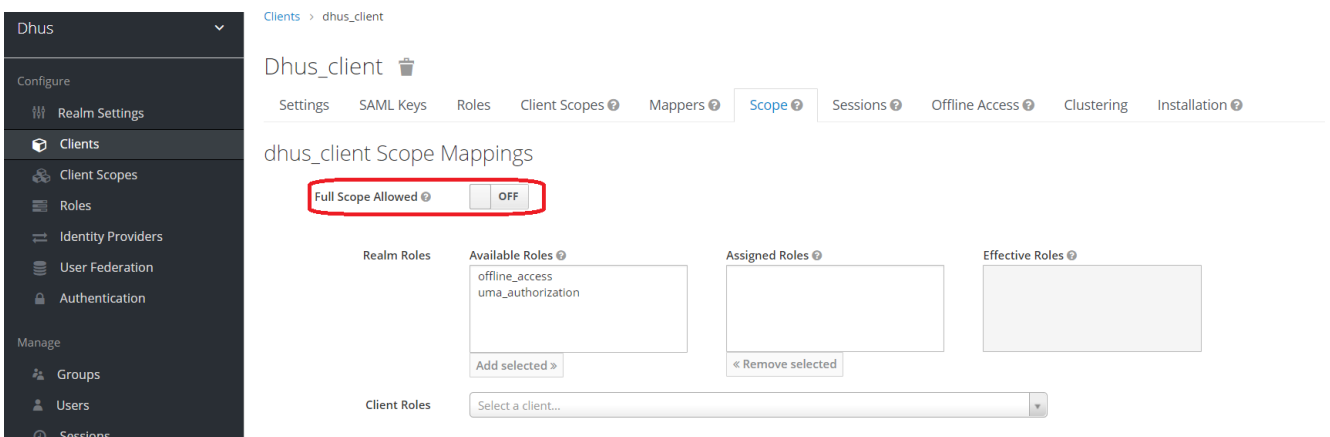 Dhus
Configure
Realm Settings
Clients
Client Scopes
Roles
Identity Providers
User Federation
Authentication
Manage
Groups
Users
Sessions
Clients > dhus_client
Dhus_client
Settings SAML Keys Roles Client Scopes Mappers Scope Sessions Offline Access Clustering Installation
dhus_client Scope Mappings
Full Scope Allowed OFF
Realm Roles
Available Roles
offline_access
uma_authorization
Add selected »
Assigned Roles
« Remove selected
Effective Roles
Client Roles
Select a client...